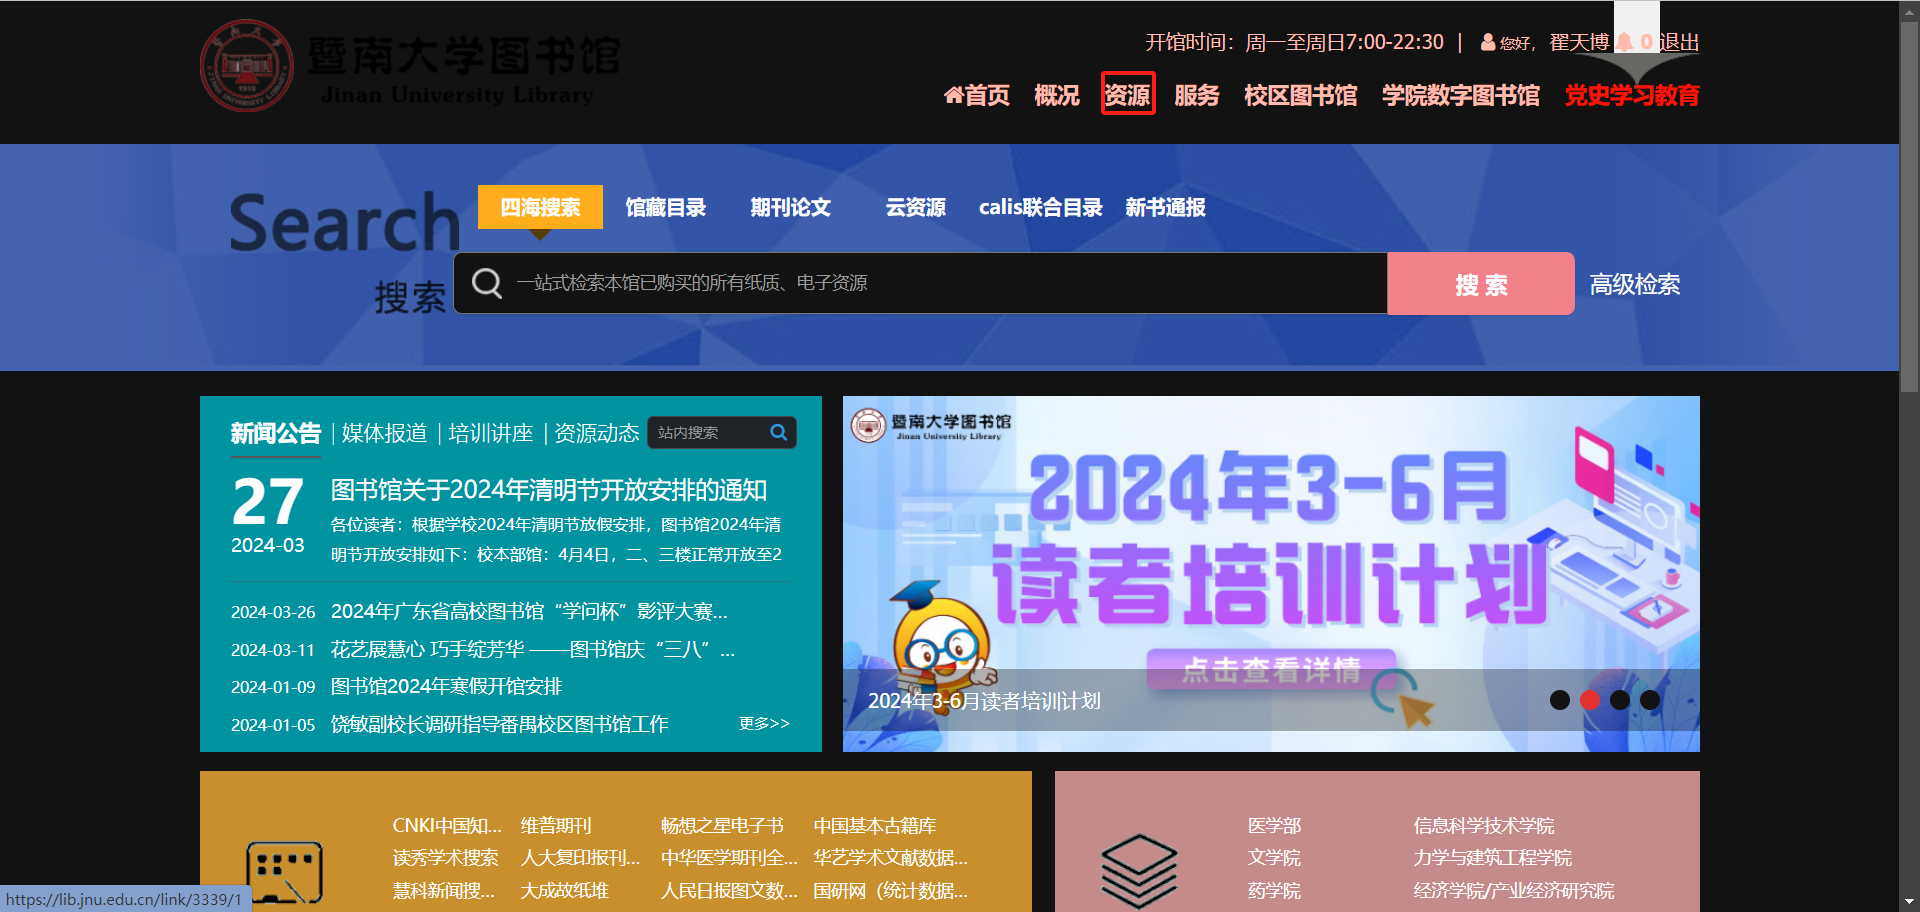 暨南大学图书馆
Jinan University Library
开馆时间：周一至周日7:00-22:30 | 您好， 翟天博 0 退出
首页 概况 资源 服务 校区图书馆 学院数字图书馆 党史学习教育
Search
搜索
四海搜索 馆藏目录 期刊论文 云资源 calis联合目录 新书通报
一站式检索本馆已购买的所有纸质、电子资源
搜 索
高级检索
新闻公告 | 媒体报道 | 培训讲座 | 资源动态
站内搜索
27
2024-03
图书馆关于2024年清明节开放安排的通知
各位读者：根据学校2024年清明节放假安排，图书馆2024年清
明节开放安排如下：校本部馆：4月4日，二、三楼正常开放至2
2024-03-26 2024年广东省高校图书馆“学问杯”影评大赛...
2024-03-11 花艺展慧心 巧手绽芳华 ——图书馆庆“三八”...
2024-01-09 图书馆2024年寒假开馆安排
2024-01-05 饶敏副校长调研指导番禺校区图书馆工作
更多>>
暨南大学图书馆
Jinan University Library
2024年3-6月
读者培训计划
点击查看详情
2024年3-6月读者培训计划
CNKI中国知... 维普期刊 畅想之星电子书 中国基本古籍库
读秀学术搜索 人大复印报刊... 中华医学期刊全... 华艺学术文献数据...
慧科新闻搜... 大成故纸堆 人民日报图文数... 国研网（统计数据...
医学部 信息科学技术学院
文学院 力学与建筑工程学院
药学院 经济学院/产业经济研究院
https://lib.jnu.edu.cn/link/3339/1